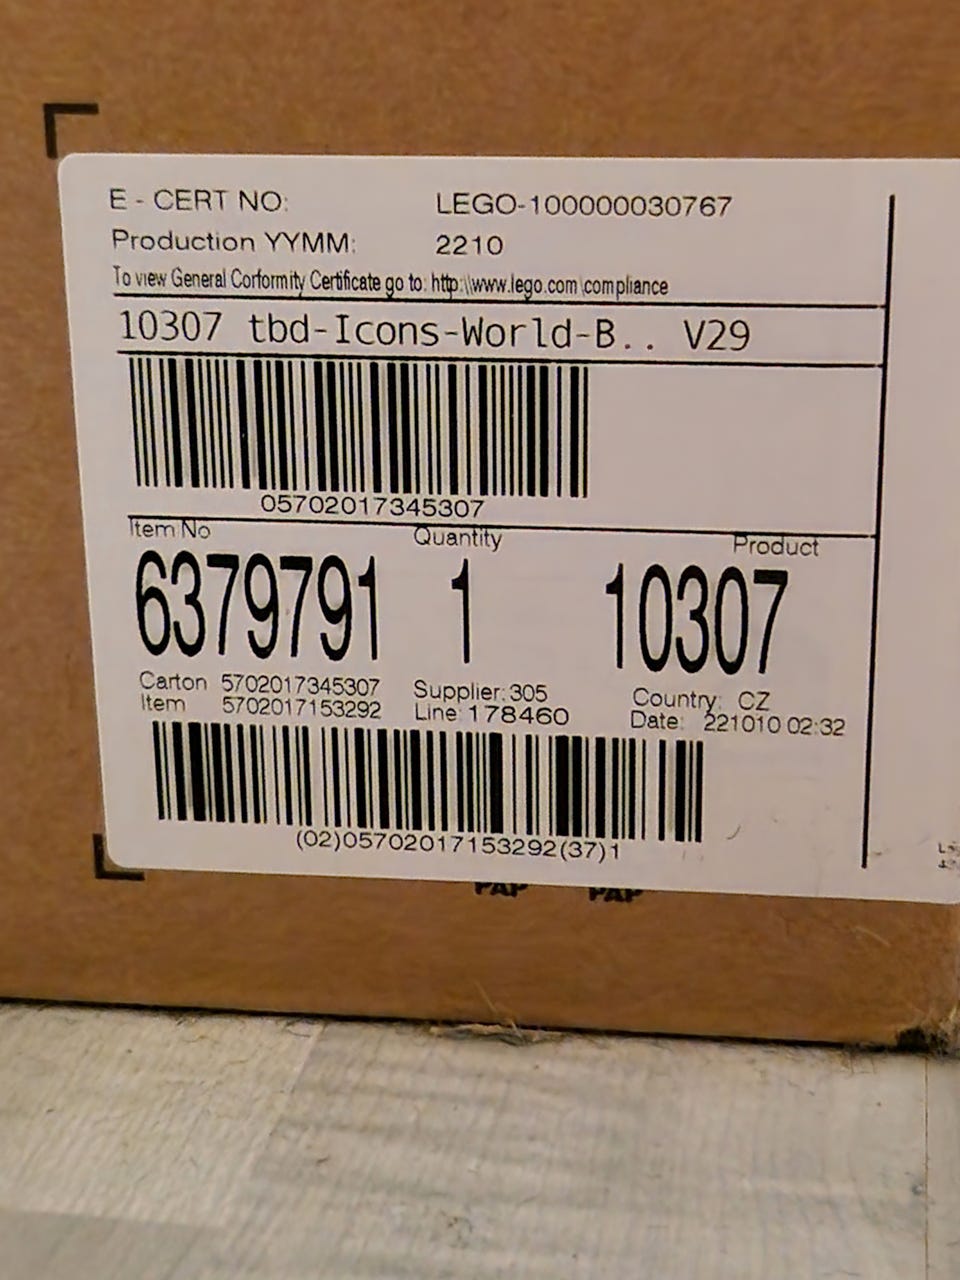 E - CERT NO: LEGO-100000030767
Production YYMM: 2210
To view General Corformity Certificate go to: http:\\www.lego.com\compliance
10307 tbd-Icons-World-B.. V29
05702017345307
Item No Quantity Product
6379791 1 10307
Carton 5702017345307 Supplier: 305 Country: CZ
Item 5702017153292 Line: 178460 Date: 221010 02:32
(02)05702017153292(37)1
PAP PAP